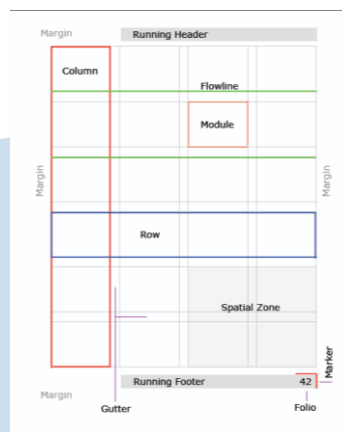 Margin
Running Header
Column
Flowline
Module
Margin
Margin
Row
Spatial Zone
Marker
Running Footer
42
Margin
Gutter
Folio